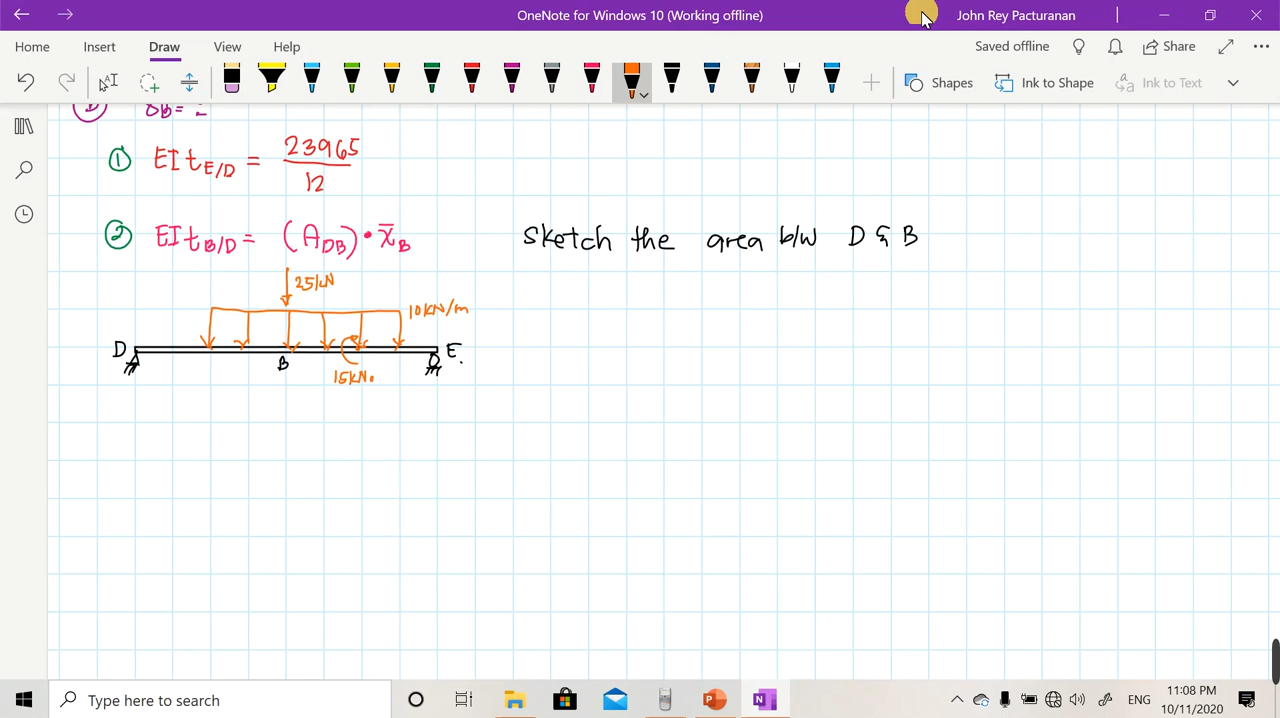 OneNote for Windows 10 (Working offline)
John Rey Pacturanan
Home Insert Draw View Help
Saved offline
Share
Shapes
Ink to Shape
Ink to Text
δB = ?
① EI t E/D = 23965 / 12
② EI t B/D = (A DB) • x̄ B
Sketch the area b/w D & B
25kN
10kN/m
D
B
E.
15kN.
Type here to search
ENG
11:08 PM
10/11/2020